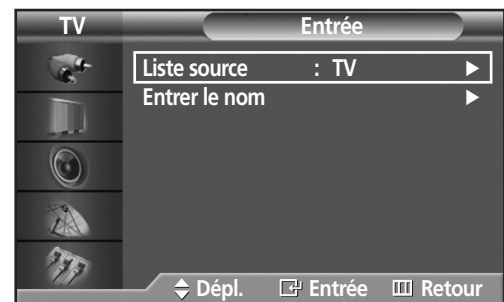 TV Entrée
Liste source : TV
Entrer le nom
Dépl. Entrée Retour